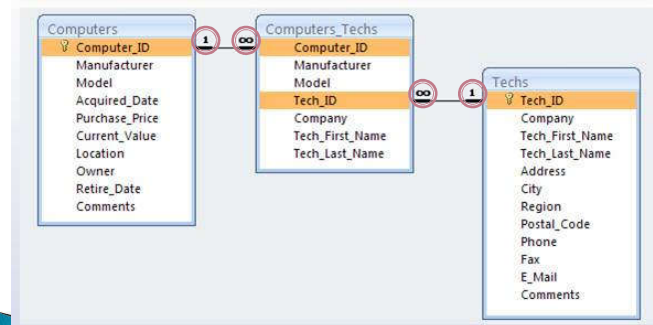 Computers
Computer_ID
Manufacturer
Model
Acquired_Date
Purchase_Price
Current_Value
Location
Owner
Retire_Date
Comments
1
∞
Computers_Techs
Computer_ID
Manufacturer
Model
Tech_ID
Company
Tech_First_Name
Tech_Last_Name
∞
1
Techs
Tech_ID
Company
Tech_First_Name
Tech_Last_Name
Address
City
Region
Postal_Code
Phone
Fax
E_Mail
Comments